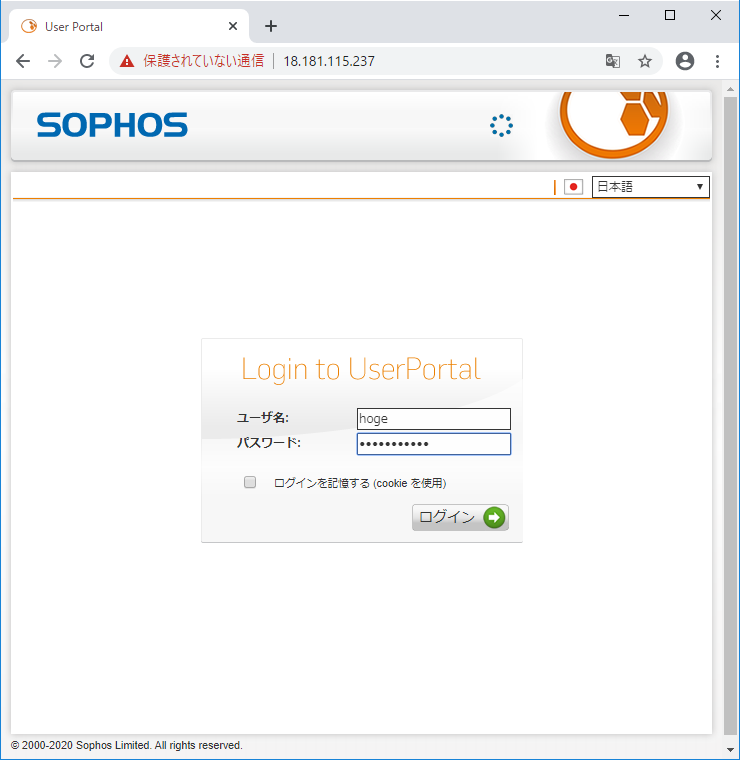 User Portal
保護されていない通信 18.181.115.237
SOPHOS
日本語
Login to UserPortal
ユーザ名: hoge
パスワード: •••••••••••
ログインを記憶する (cookie を使用)
ログイン
© 2000-2020 Sophos Limited. All rights reserved.